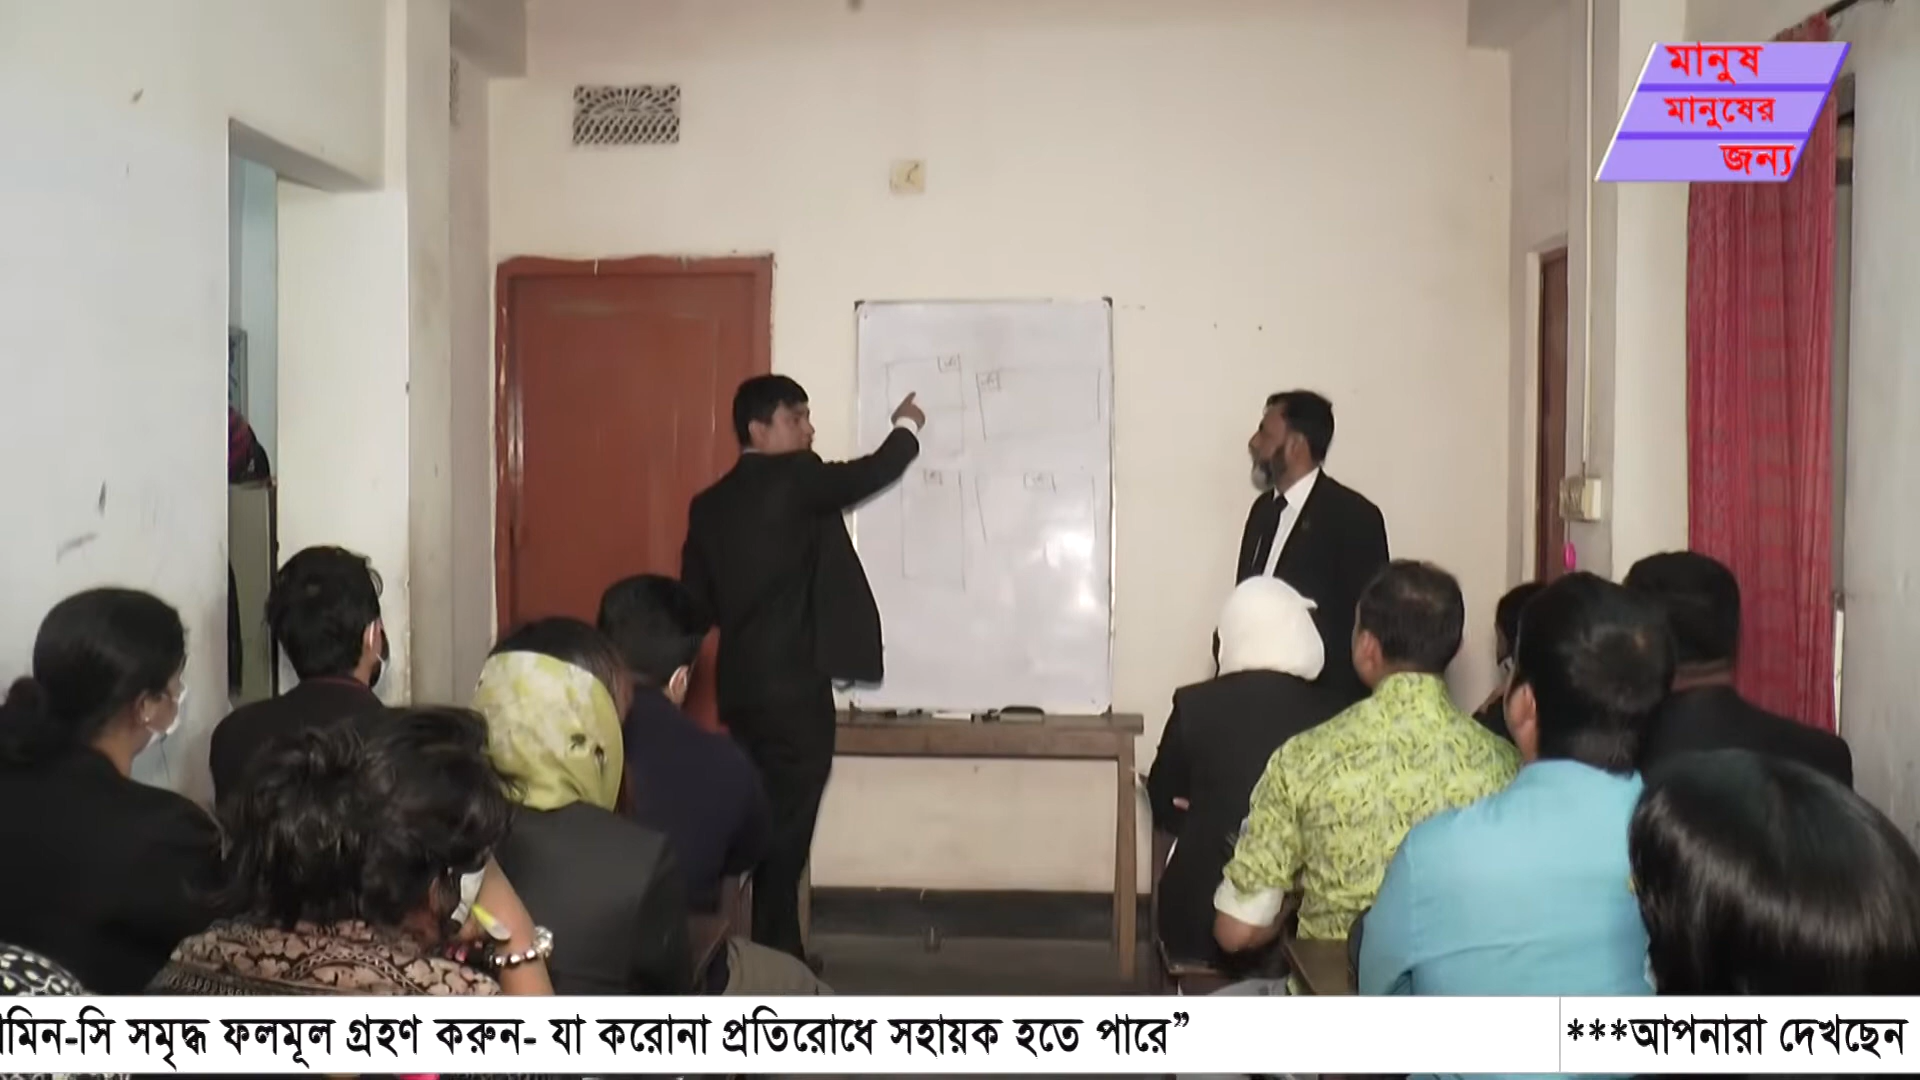 মানুষ
মানুষের
জন্য
মিন-সি সমৃদ্ধ ফলমূল গ্রহণ করুন- যা করোনা প্রতিরোধে সহায়ক হতে পারে” ***আপনারা দেখছেন